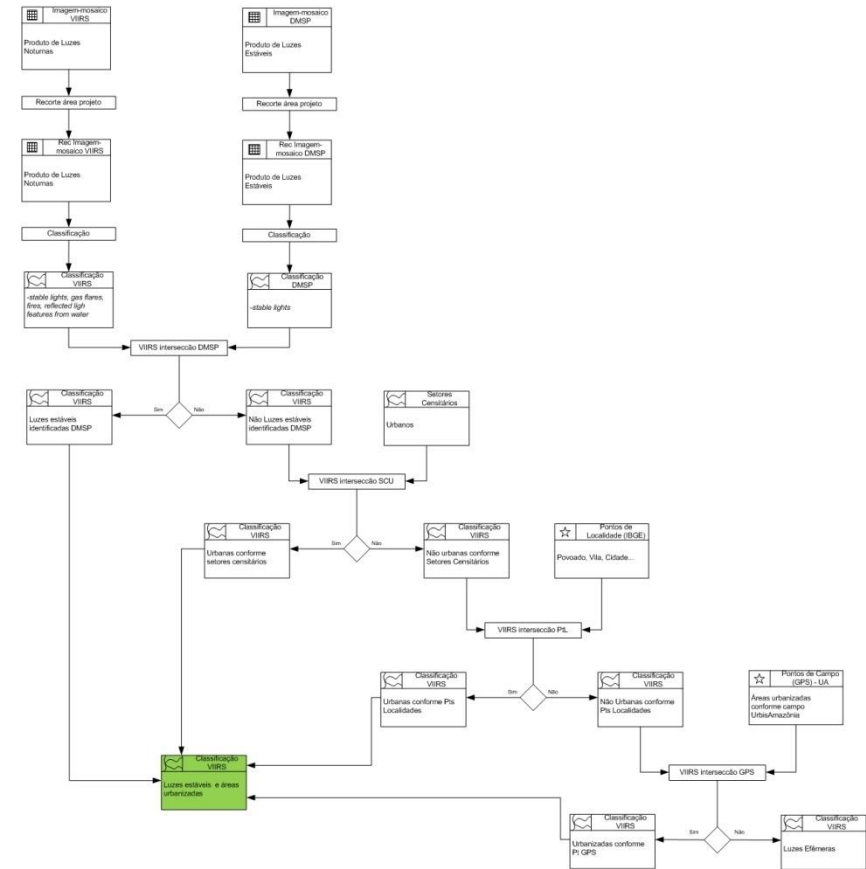 Imagem-mosaico
VIIRS
Produto de Luzes
Noturnas
Imagem-mosaico
DMSP
Produto de Luzes
Estáveis
Recorte área projeto
Recorte área projeto
Rec Imagem-
mosaico VIIRS
Produto de Luzes
Noturnas
Rec Imagem-
mosaico DMSP
Produto de Luzes
Estáveis
Classificação
Classificação
Classificação
VIIRS
-stable lights, gas flares,
fires, reflected ligh
features from water
Classificação
DMSP
-stable lights
VIIRS intersecção DMSP
Classificação
VIIRS
Luzes estáveis
identificadas DMSP
Sim
Não
Classificação
VIIRS
Não Luzes estáveis
identificadas DMSP
Setores
Censitários
Urbanos
VIIRS intersecção SCU
Classificação
VIIRS
Urbanas conforme
setores censitários
Sim
Não
Classificação
VIIRS
Não urbanas conforme
Setores Censitários
Pontos de
Localidade (IBGE)
Povoado, Vila, Cidade...
VIIRS intersecção PtL
Classificação
VIIRS
Urbanas conforme Pts
Localidades
Sim
Não
Classificação
VIIRS
Não Urbanas conforme
Pts Localidades
Pontos de Campo
(GPS) - UA
Áreas urbanizadas
conforme campo
UrbisAmazônia
Classificação
VIIRS
Luzes estáveis e áreas
urbanizadas
VIIRS intersecção GPS
Classificação
VIIRS
Urbanizadas conforme
Pt GPS
Sim
Não
Classificação
VIIRS
Luzes Efêmeras